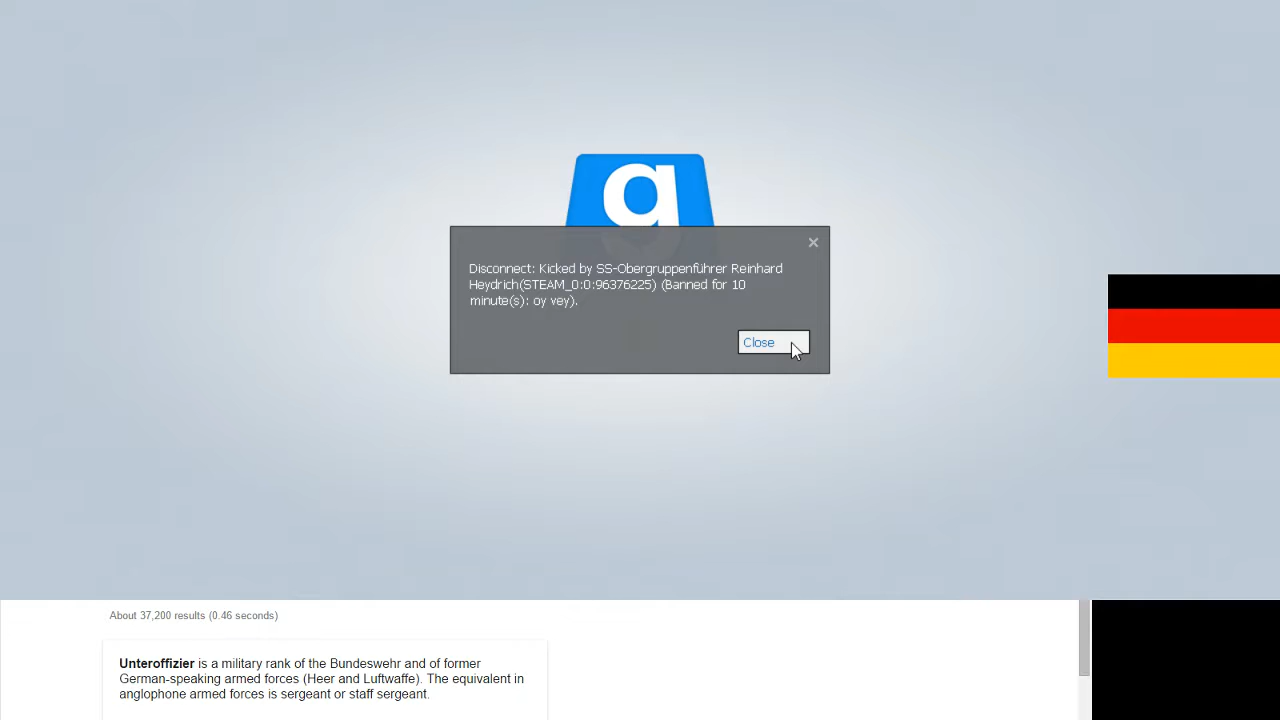 g
Disconnect: Kicked by SS-Obergruppenführer Reinhard
Heydrich(STEAM_0:0:96376225) (Banned for 10
minute(s): oy vey).
Close
About 37,200 results (0.46 seconds)
Unteroffizier is a military rank of the Bundeswehr and of former
German-speaking armed forces (Heer and Luftwaffe). The equivalent in
anglophone armed forces is sergeant or staff sergeant.